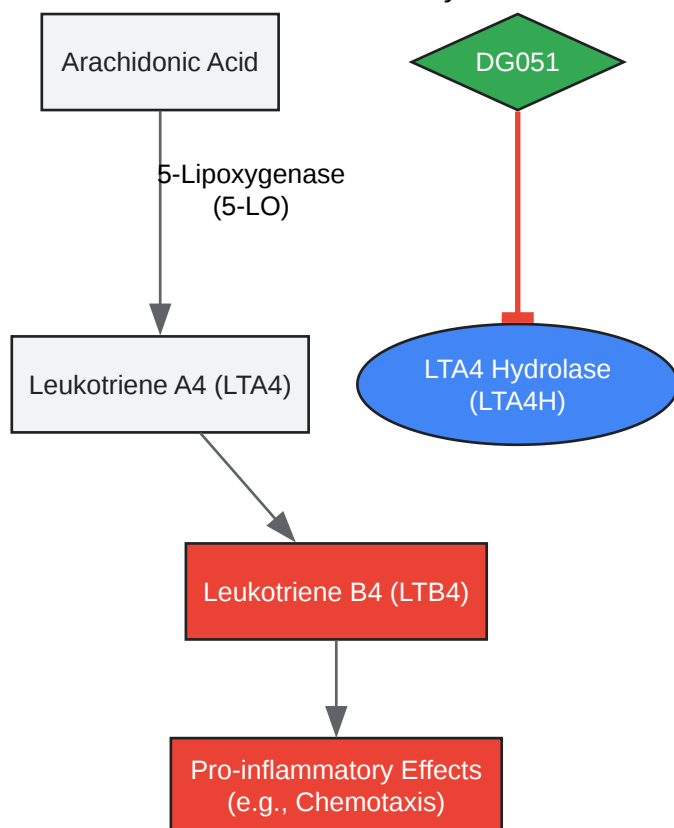 Arachidonic Acid
DG051
5-Lipoxygenase
(5-LO)
Leukotriene A4 (LTA4)
LTA4 Hydrolase
(LTA4H)
Leukotriene B4 (LTB4)
Pro-inflammatory Effects
(e.g., Chemotaxis)